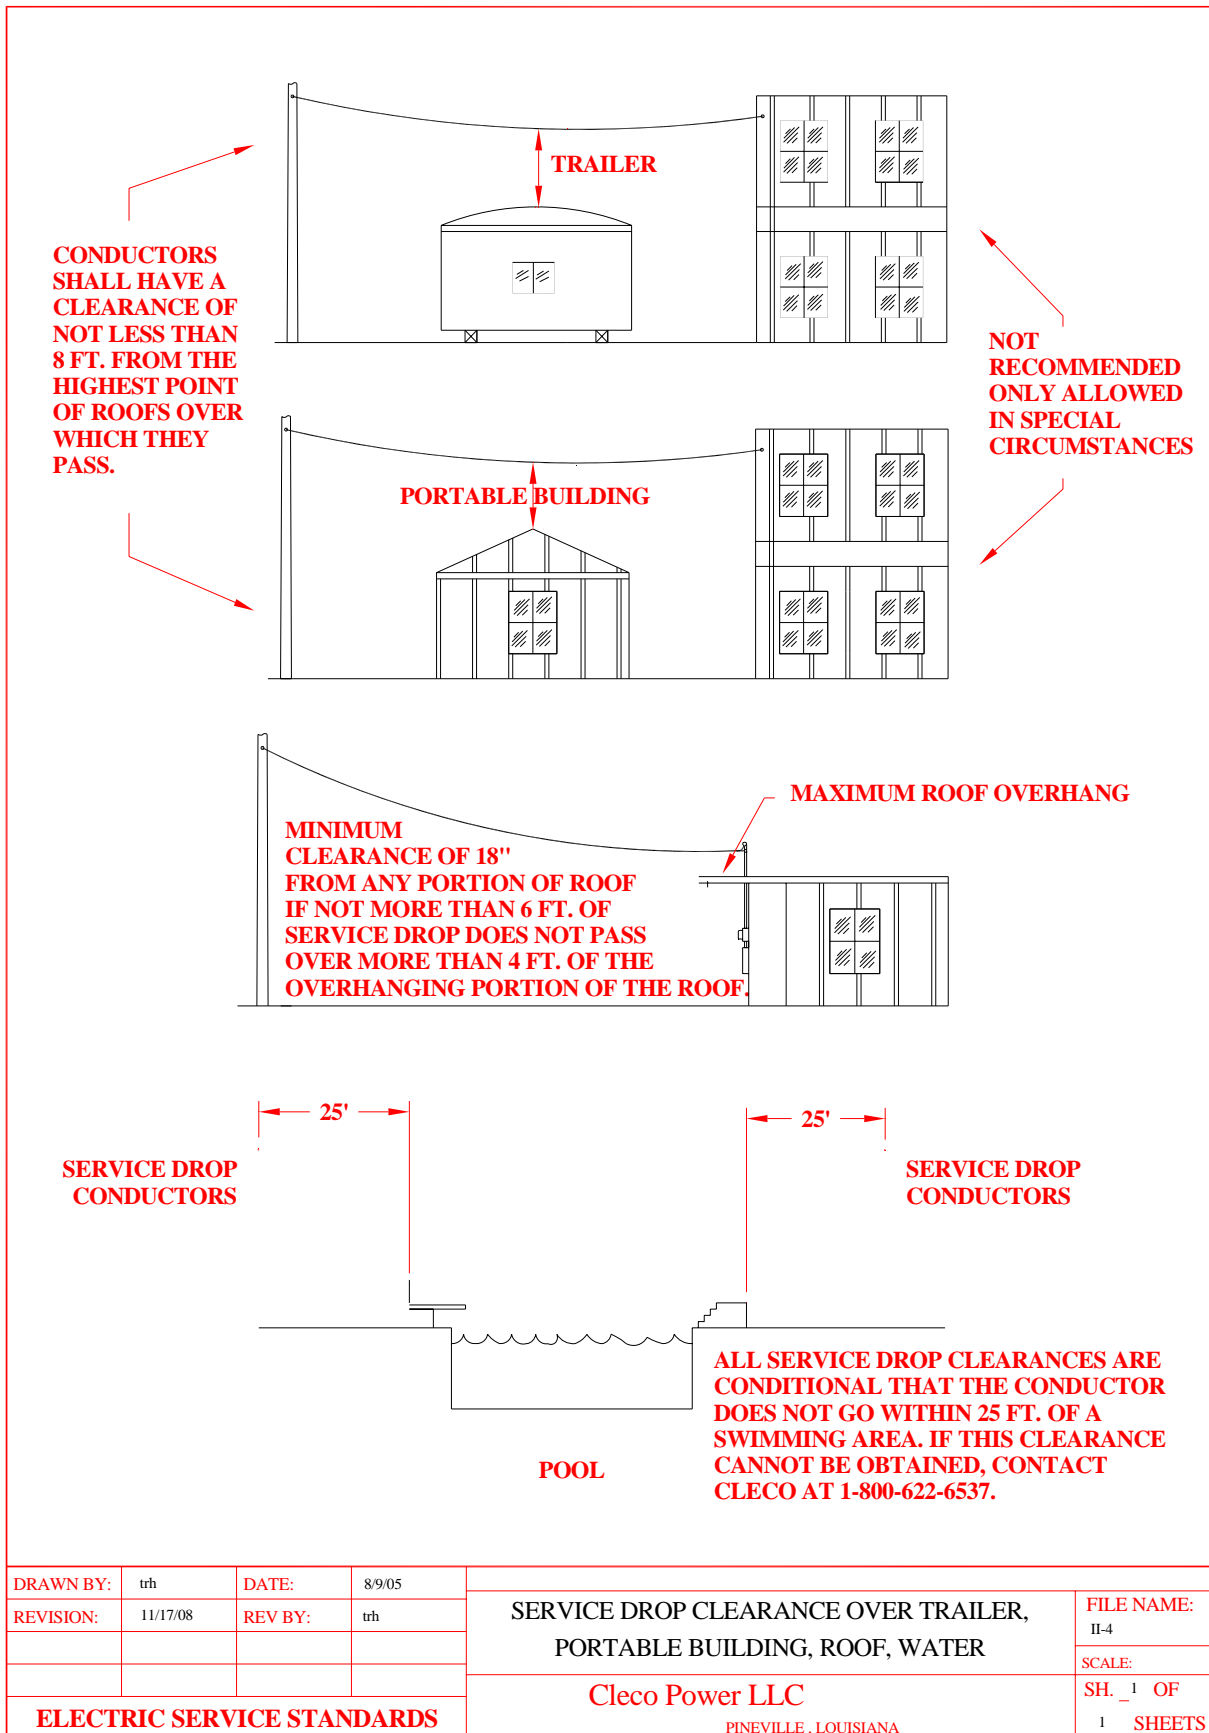 TRAILER
CONDUCTORS
SHALL HAVE A
CLEARANCE OF
NOT LESS THAN
8 FT. FROM THE
HIGHEST POINT
OF ROOFS OVER
WHICH THEY
PASS.
NOT
RECOMMENDED
ONLY ALLOWED
IN SPECIAL
CIRCUMSTANCES
PORTABLE BUILDING
MAXIMUM ROOF OVERHANG
MINIMUM
CLEARANCE OF 18"
FROM ANY PORTION OF ROOF
IF NOT MORE THAN 6 FT. OF
SERVICE DROP DOES NOT PASS
OVER MORE THAN 4 FT. OF THE
OVERHANGING PORTION OF THE ROOF.
25'
25'
SERVICE DROP
CONDUCTORS
SERVICE DROP
CONDUCTORS
ALL SERVICE DROP CLEARANCES ARE
CONDITIONAL THAT THE CONDUCTOR
DOES NOT GO WITHIN 25 FT. OF A
SWIMMING AREA. IF THIS CLEARANCE
CANNOT BE OBTAINED, CONTACT
CLECO AT 1-800-622-6537.
POOL
DRAWN BY: trh DATE: 8/9/05
REVISION: 11/17/08 REV BY: trh
ELECTRIC SERVICE STANDARDS
SERVICE DROP CLEARANCE OVER TRAILER,
PORTABLE BUILDING, ROOF, WATER
Cleco Power LLC
PINEVILLE , LOUISIANA
FILE NAME:
II-4
SCALE:
SH. _1 OF
1 SHEETS